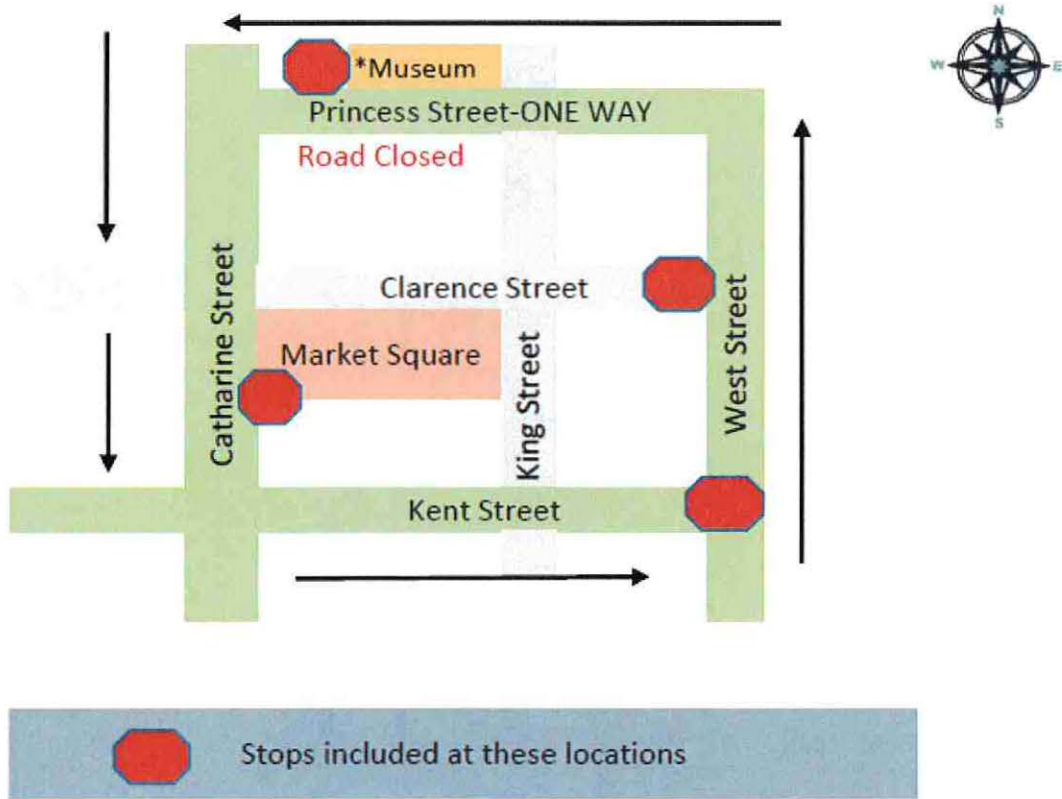 N
W
E
S
*Museum
Princess Street-ONE WAY
Road Closed
Catharine Street
Clarence Street
Market Square
King Street
West Street
Kent Street
Stops included at these locations